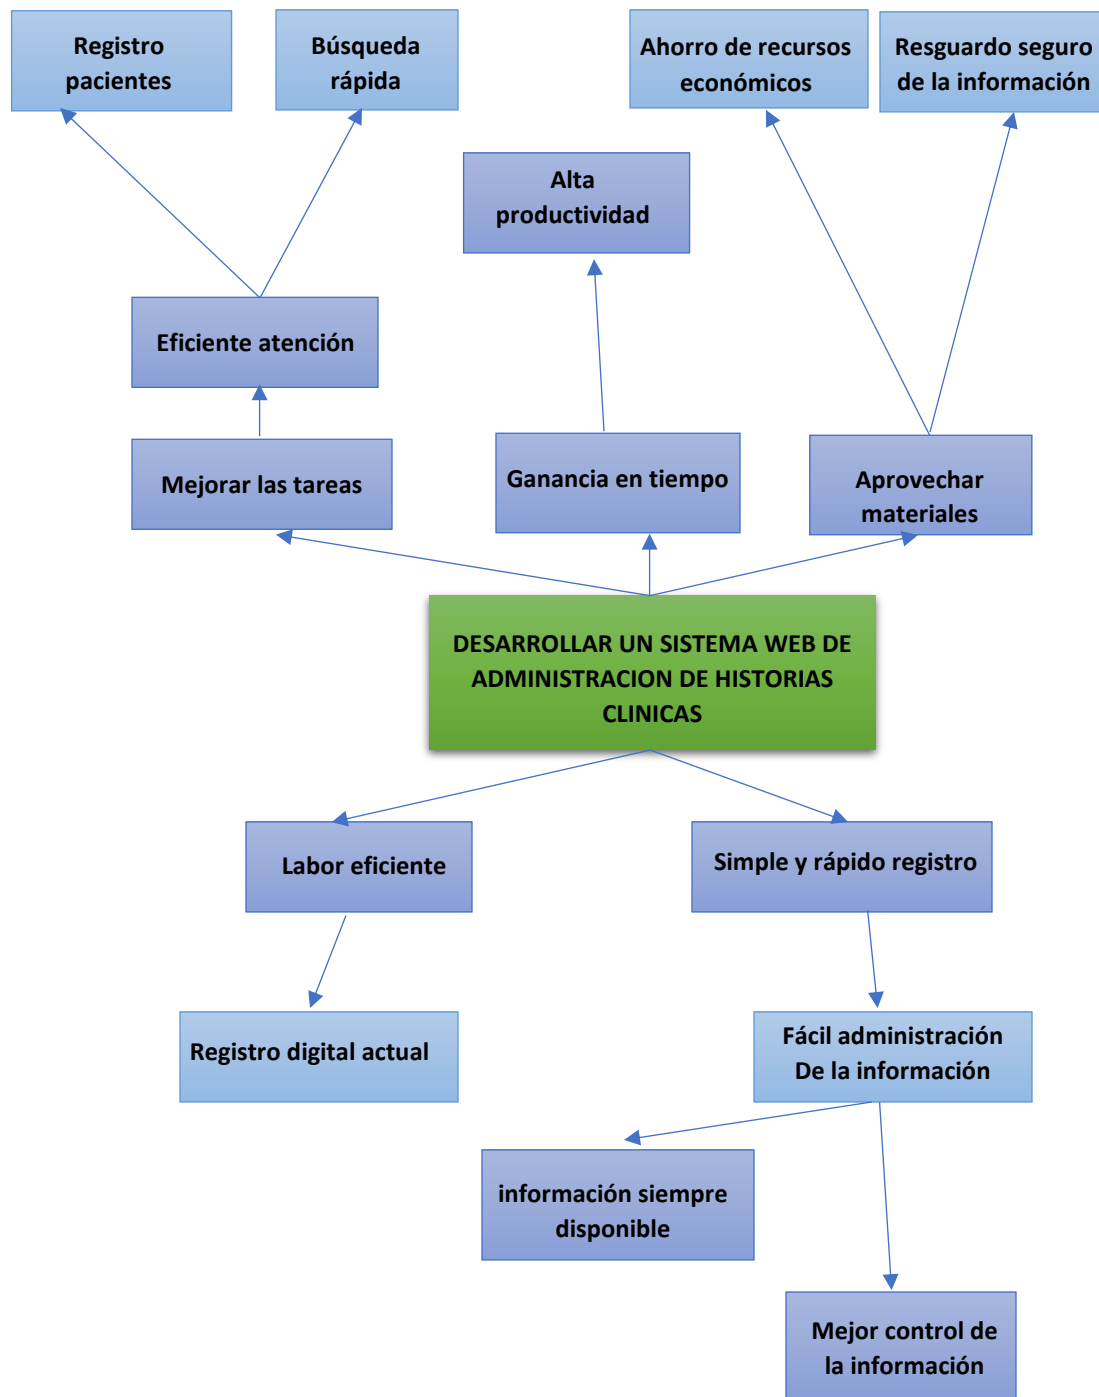 Registro
pacientes
Búsqueda
rápida
Ahorro de recursos
económicos
Resguardo seguro
de la información
Alta
productividad
Eficiente atención
Mejorar las tareas
Ganancia en tiempo
Aprovechar
materiales
DESARROLLAR UN SISTEMA WEB DE
ADMINISTRACION DE HISTORIAS
CLINICAS
Labor eficiente
Simple y rápido registro
Registro digital actual
Fácil administración
De la información
información siempre
disponible
Mejor control de
la información